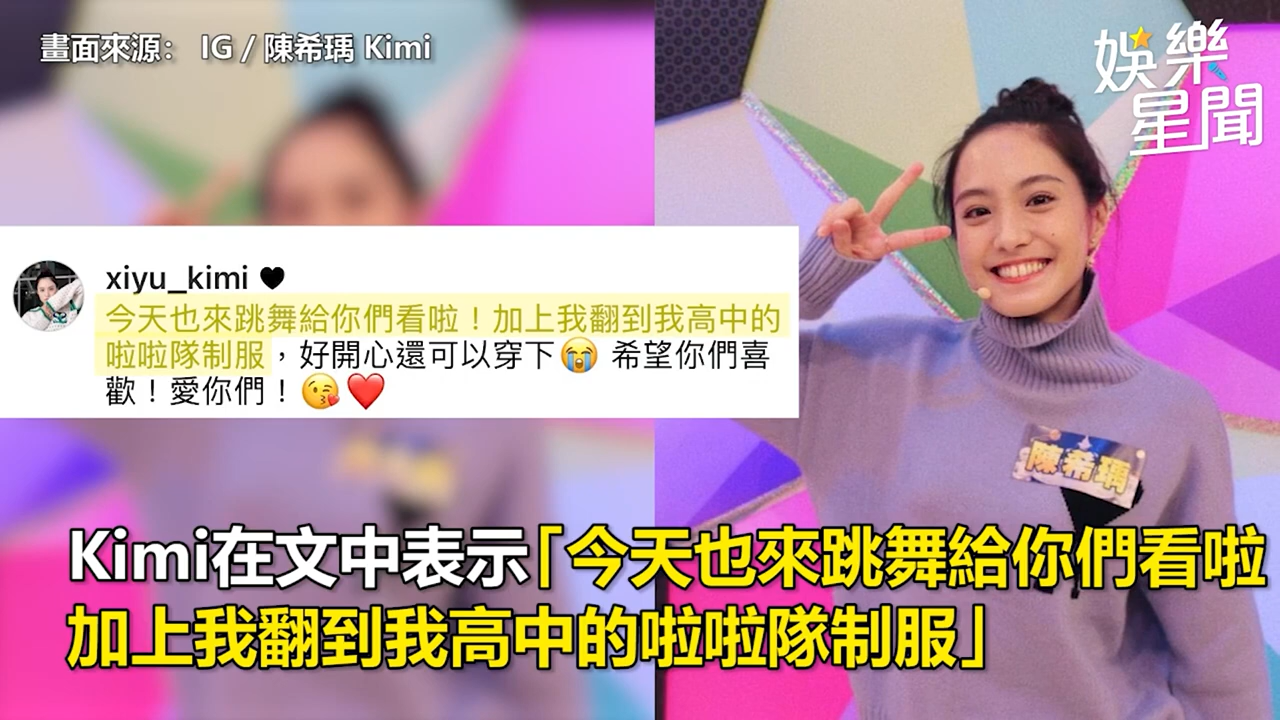 畫面來源： IG / 陳希瑀 Kimi
娛樂
星聞
xiyu_kimi 🖤
今天也來跳舞給你們看啦！加上我翻到我高中的
啦啦隊制服，好開心還可以穿下😭 希望你們喜
歡！愛你們！😘❤️
陳希瑀
Kimi在文中表示「今天也來跳舞給你們看啦
加上我翻到我高中的啦啦隊制服」